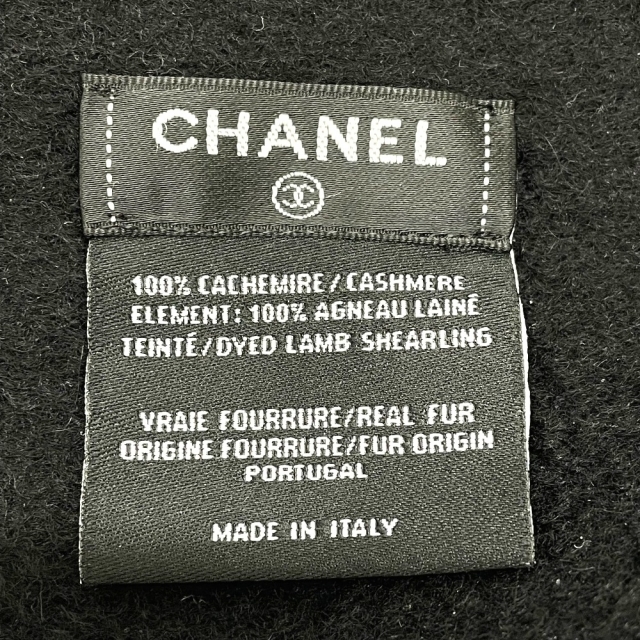 CHANEL
100% CACHEMIRE/CASHMERE
ELEMENT: 100% AGNEAU LAINÉ
TEINTÉ/DYED LAMB SHEARLING
VRAIE FOURRURE/REAL FUR
ORIGINE FOURRURE/FUR ORIGIN
PORTUGAL
MADE IN ITALY